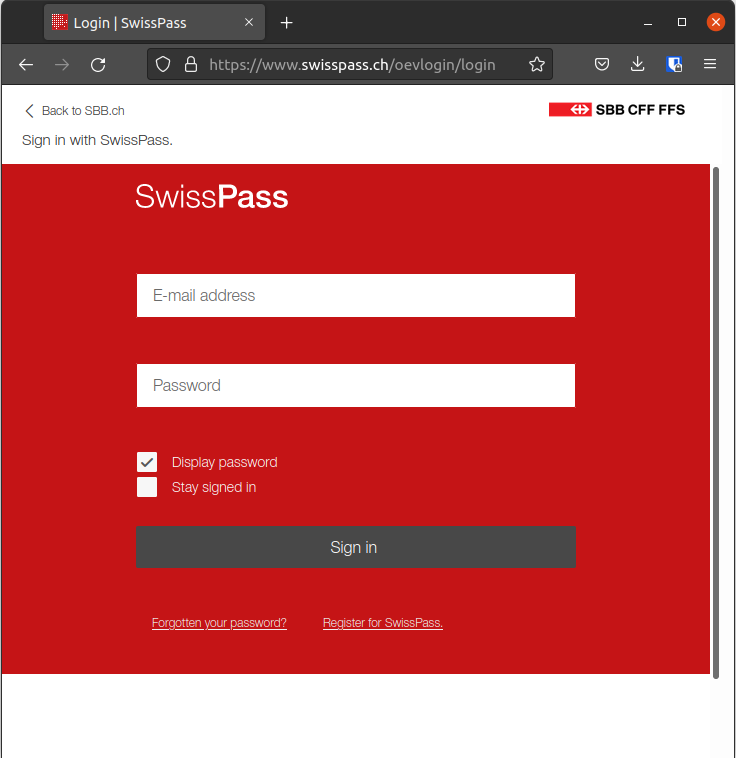 Login | SwissPass
https://www.swisspass.ch/oevlogin/login
Back to SBB.ch
SBB CFF FFS
Sign in with SwissPass.
SwissPass
E-mail address
Password
Display password
Stay signed in
Sign in
Forgotten your password?
Register for SwissPass.